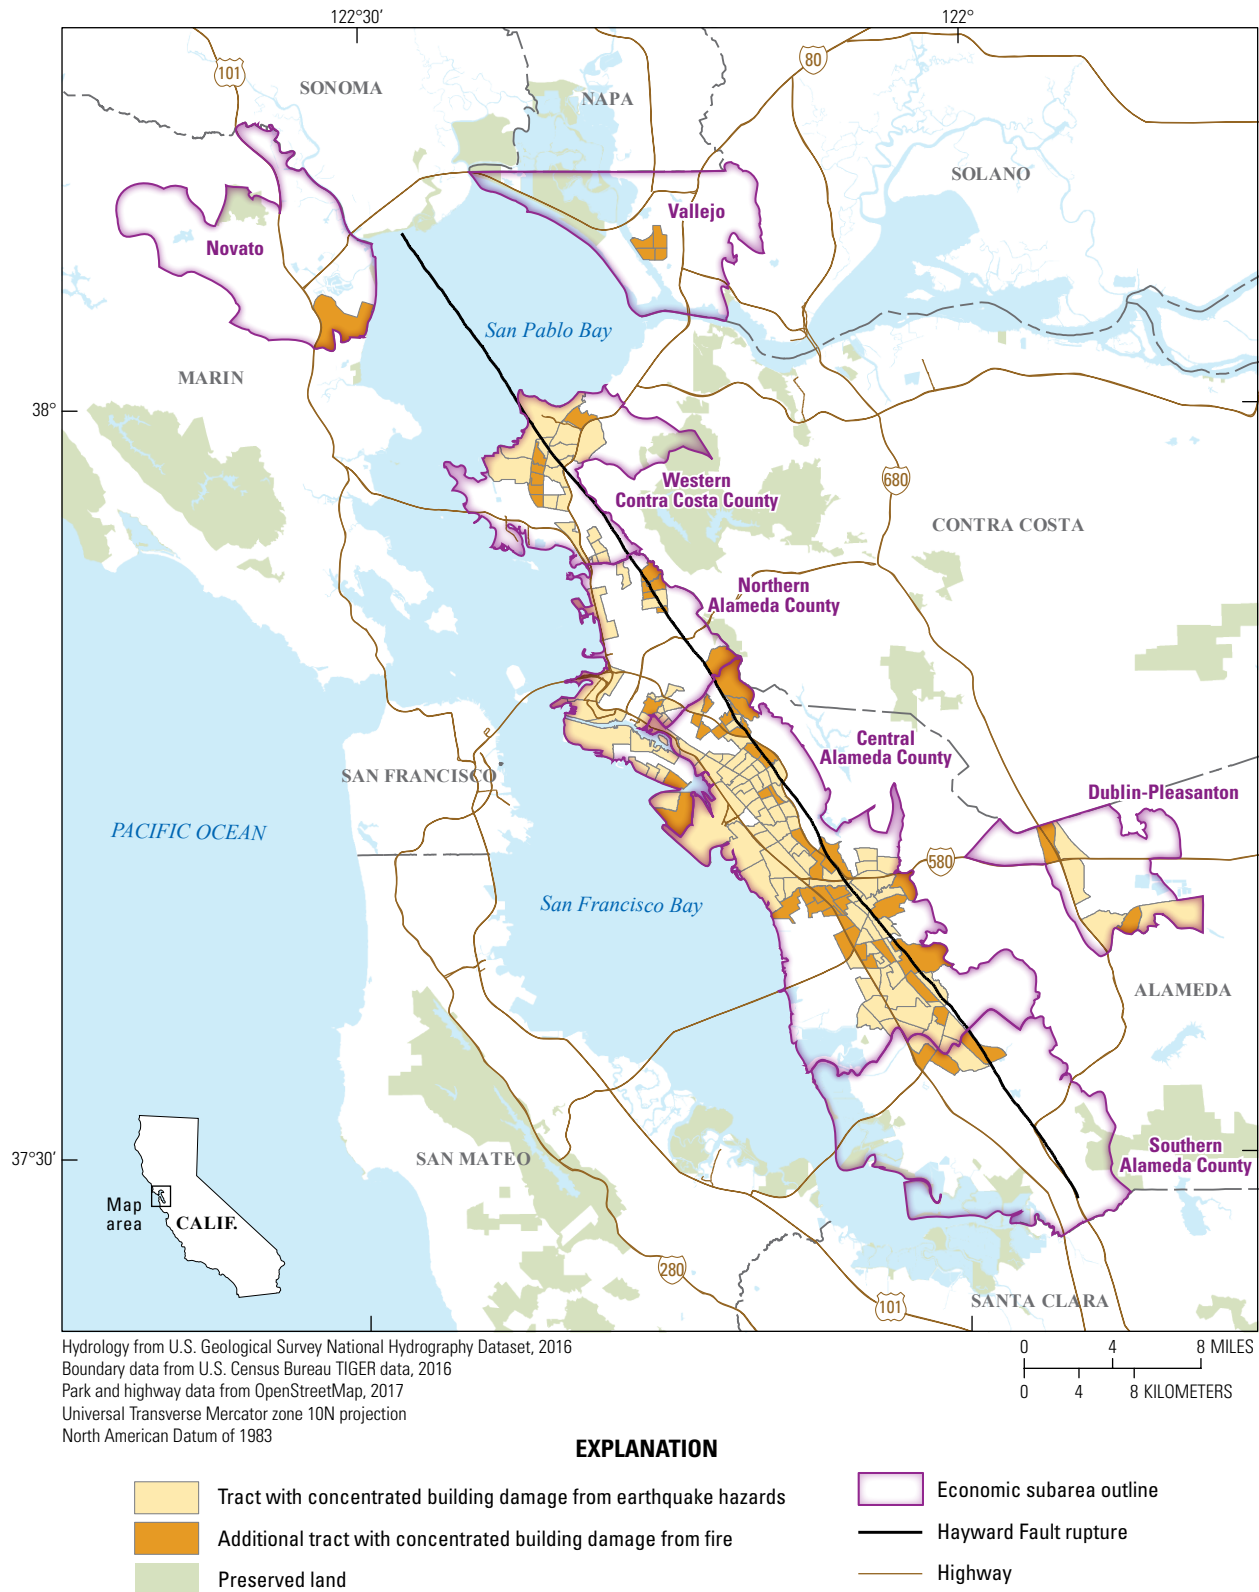 122°30'
122°
101
80
SONOMA
NAPA
SOLANO
Vallejo
Novato
San Pablo Bay
MARIN
38°
680
Western
Contra Costa County
CONTRA COSTA
Northern
Alameda County
Central
Alameda County
SAN FRANCISCO
Dublin-Pleasanton
PACIFIC OCEAN
580
San Francisco Bay
ALAMEDA
37°30'
SAN MATEO
Southern
Alameda County
Map
area
CALIF.
280
101
SANTA CLARA
Hydrology from U.S. Geological Survey National Hydrography Dataset, 2016
Boundary data from U.S. Census Bureau TIGER data, 2016
Park and highway data from OpenStreetMap, 2017
Universal Transverse Mercator zone 10N projection
North American Datum of 1983
0 4 8 MILES
0 4 8 KILOMETERS
EXPLANATION
Tract with concentrated building damage from earthquake hazards
Additional tract with concentrated building damage from fire
Preserved land
Economic subarea outline
Hayward Fault rupture
Highway